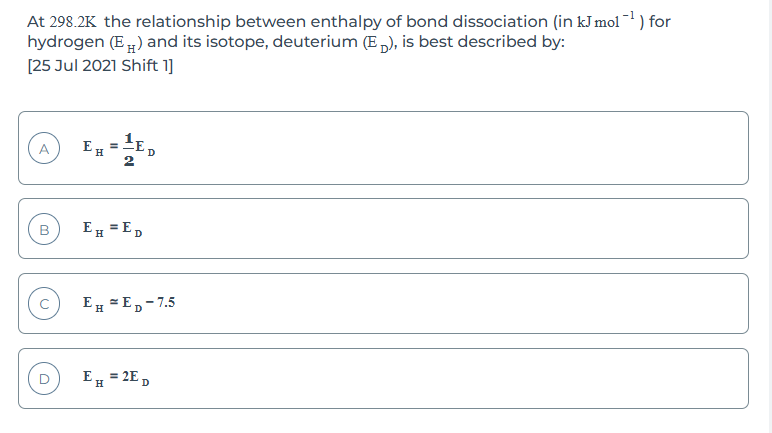 At 298.2K the relationship between enthalpy of bond dissociation (in kJ mol⁻¹) for
hydrogen (E_H) and its isotope, deuterium (E_D), is best described by:
[25 Jul 2021 Shift 1]
A E_H = 1/2 E_D
B E_H = E_D
C E_H ≃ E_D − 7.5
D E_H = 2E_D